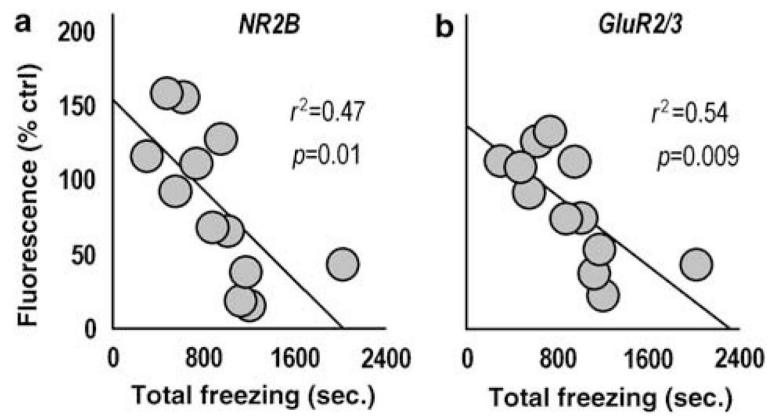 a
NR2B
200
150
100
50
0
Fluorescence (% ctrl)
r²=0.47
p=0.01
0 800 1600 2400
Total freezing (sec.)
b
GluR2/3
r²=0.54
p=0.009
0 800 1600 2400
Total freezing (sec.)